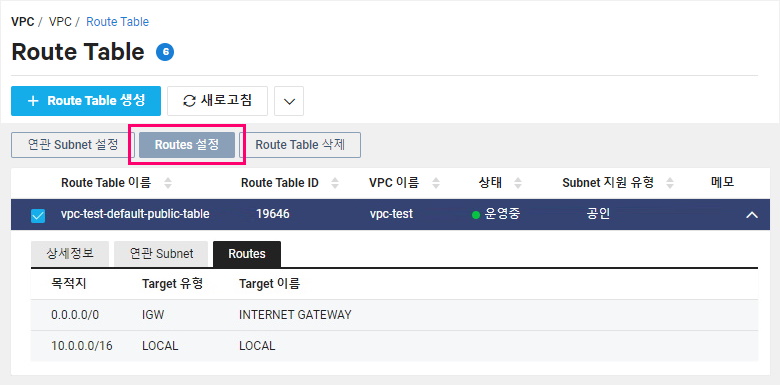 VPC / VPC / Route Table
Route Table 6
+ Route Table 생성 새로고침
연관 Subnet 설정 Routes 설정 Route Table 삭제
Route Table 이름 Route Table ID VPC 이름 상태 Subnet 지원 유형 메모
vpc-test-default-public-table 19646 vpc-test 운영중 공인
상세정보 연관 Subnet Routes
목적지 Target 유형 Target 이름
0.0.0.0/0 IGW INTERNET GATEWAY
10.0.0.0/16 LOCAL LOCAL